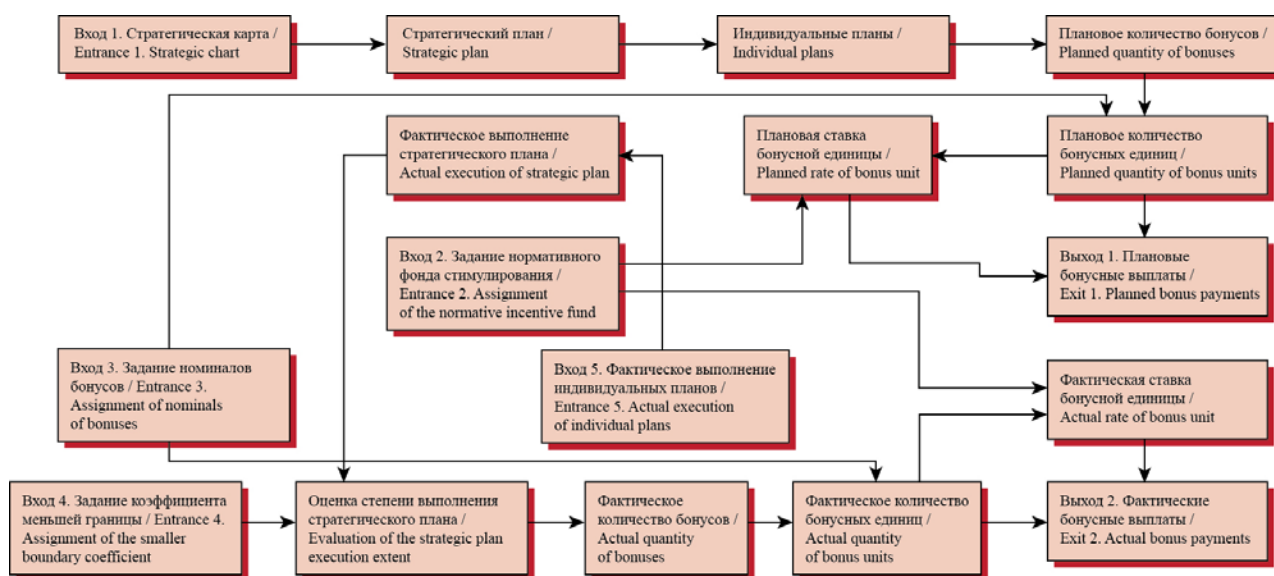 Вход 1. Стратегическая карта /
Entrance 1. Strategic chart
Стратегический план /
Strategic plan
Индивидуальные планы /
Individual plans
Плановое количество бонусов /
Planned quantity of bonuses
Фактическое выполнение
стратегического плана /
Actual execution of strategic plan
Плановая ставка
бонусной единицы /
Planned rate of bonus unit
Плановое количество
бонусных единиц /
Planned quantity of bonus units
Вход 2. Задание нормативного
фонда стимулирования /
Entrance 2. Assignment
of the normative incentive fund
Выход 1. Плановые
бонусные выплаты /
Exit 1. Planned bonus payments
Вход 3. Задание номиналов
бонусов / Entrance 3.
Assignment of nominals
of bonuses
Вход 5. Фактическое выполнение
индивидуальных планов /
Entrance 5. Actual execution
of individual plans
Фактическая ставка
бонусной единицы /
Actual rate of bonus unit
Вход 4. Задание коэффициента
меньшей границы / Entrance 4.
Assignment of the smaller
boundary coefficient
Оценка степени выполнения
стратегического плана /
Evaluation of the strategic plan
execution extent
Фактическое
количество бонусов /
Actual quantity
of bonuses
Фактическое количество
бонусных единиц /
Actual quantity
of bonus units
Выход 2. Фактические
бонусные выплаты /
Exit 2. Actual bonus payments